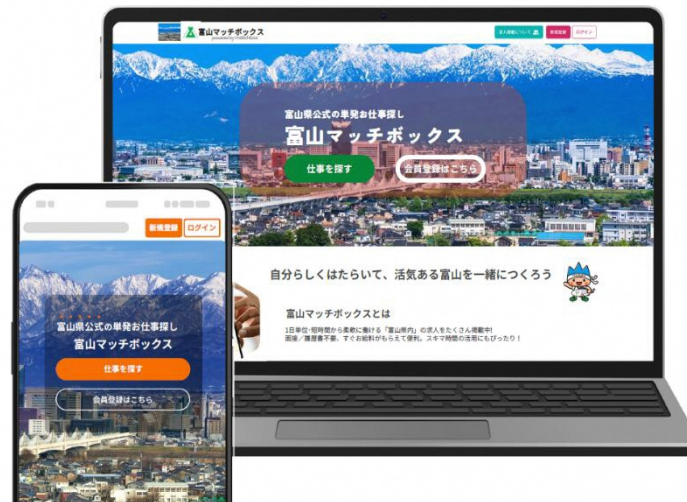 富山マッチボックス
求人掲載について
新規登録
ログイン
富山県公式の単発お仕事探し
富山マッチボックス
仕事を探す
会員登録はこちら
自分らしくはたらいて、活気ある富山を一緒につくろう
富山マッチボックスとは
1日単位・短時間から柔軟に働ける「富山県内」の求人をたくさん掲載中!
面接／履歴書不要、すぐお給料がもらえて便利。スキマ時間の活用にもぴったり！
新規登録
ログイン
富山県公式の単発お仕事探し
富山マッチボックス
仕事を探す
会員登録はこちら